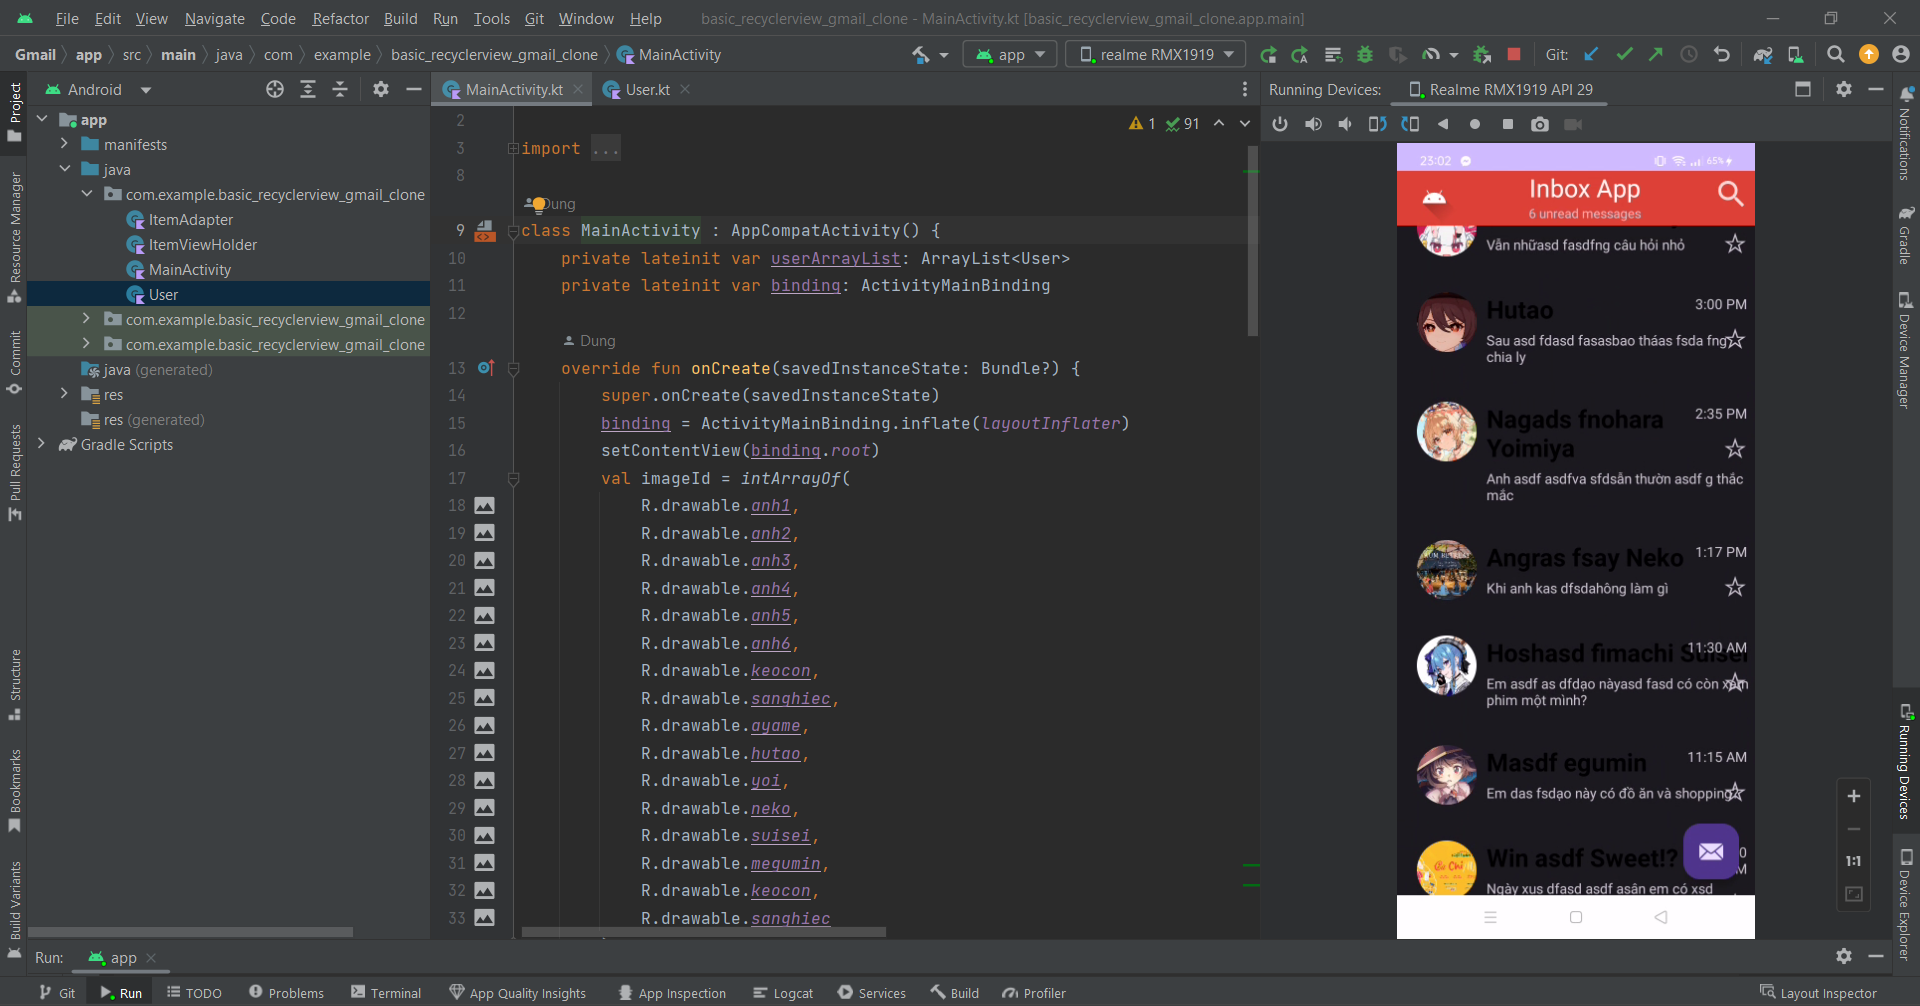 File Edit View Navigate Code Refactor Build Run Tools Git Window Help basic_recyclerview_gmail_clone - MainActivity.kt [basic_recyclerview_gmail_clone.app.main]
Gmail app src main java com example basic_recyclerview_gmail_clone MainActivity app realme RMX1919 Git:
Project
Resource Manager
Commit
Pull Requests
Structure
Bookmarks
Build Variants
Android
app
manifests
java
com.example.basic_recyclerview_gmail_clone
ItemAdapter
ItemViewHolder
MainActivity
User
com.example.basic_recyclerview_gmail_clone
com.example.basic_recyclerview_gmail_clone
java (generated)
res
res (generated)
Gradle Scripts
MainActivity.kt User.kt
1 91
2
3 import ...
8
Dung
9 class MainActivity : AppCompatActivity() {
10 private lateinit var userArrayList: ArrayList<User>
11 private lateinit var binding: ActivityMainBinding
12
Dung
13 override fun onCreate(savedInstanceState: Bundle?) {
14 super.onCreate(savedInstanceState)
15 binding = ActivityMainBinding.inflate(layoutInflater)
16 setContentView(binding.root)
17 val imageId = intArrayOf(
18 R.drawable.anh1,
19 R.drawable.anh2,
20 R.drawable.anh3,
21 R.drawable.anh4,
22 R.drawable.anh5,
23 R.drawable.anh6,
24 R.drawable.keocon,
25 R.drawable.sanghiec,
26 R.drawable.ayame,
27 R.drawable.hutao,
28 R.drawable.yoi,
29 R.drawable.neko,
30 R.drawable.suisei,
31 R.drawable.megumin,
32 R.drawable.keocon,
33 R.drawable.sanghiec
Running Devices: Realme RMX1919 API 29
23:02 65%
Inbox App
6 unread messages
Vẫn nhữasd fasdfng câu hỏi nhỏ
Hutao 3:00 PM
Sau asd fdasd fasasbao tháas fsda fng
chia ly
Nagads fnohara 2:35 PM
Yoimiya
Anh asdf asdfva sfdsẫn thườn asdf g thắc
mắc
Angras fsay Neko 1:17 PM
Khi anh kas dfsdahông làm gì
Hoshasd fimachi Suisei 11:30 AM
Em asdf as dfdạo nàyasd fasd có còn xem
phim một mình?
Masdf egumin 11:15 AM
Em das fsdạo này có đồ ăn và shopping
Win asdf Sweet!? 0
M
Ngày xus dfasd asdf asân em có xsd
1:1
Notifications
Gradle
Device Manager
Running Devices
Device Explorer
Run: app
Git Run TODO Problems Terminal App Quality Insights App Inspection Logcat Services Build Profiler Layout Inspector